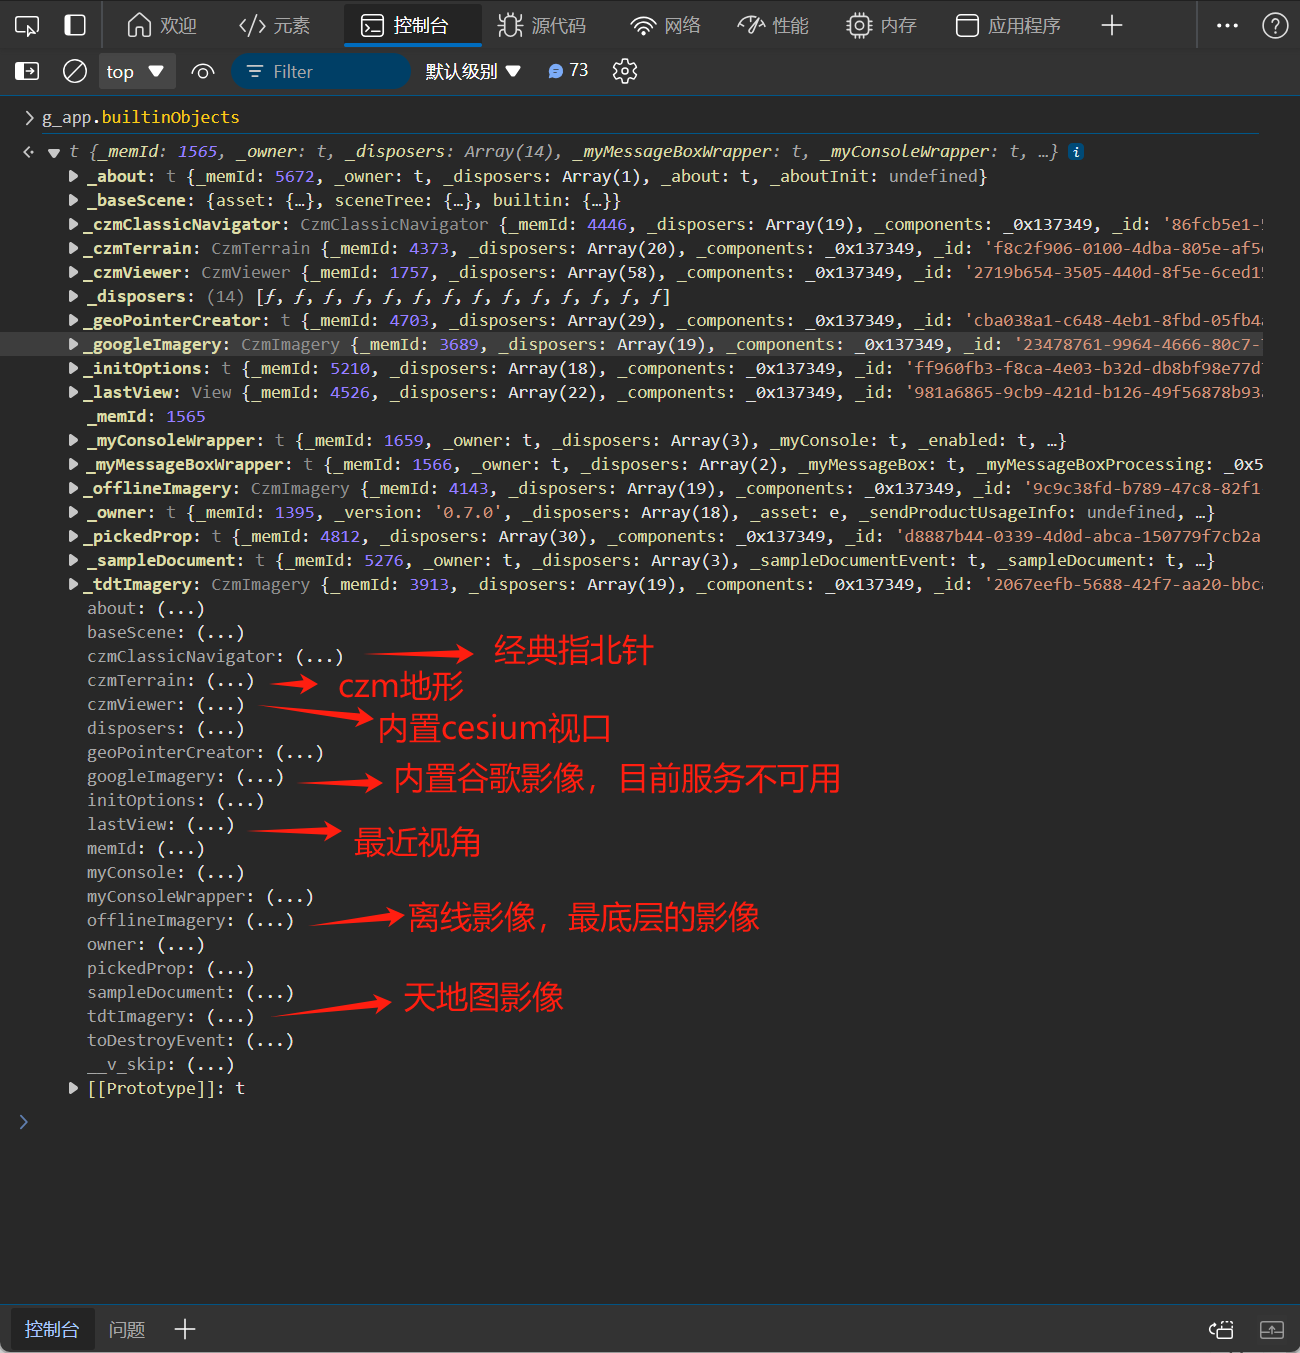 欢迎 元素 控制台 源代码 网络 性能 内存 应用程序
top Filter 默认级别 73
g_app.builtinObjects
t {_memId: 1565, _owner: t, _disposers: Array(14), _myMessageBoxWrapper: t, _myConsoleWrapper: t, …}
_about: t {_memId: 5672, _owner: t, _disposers: Array(1), _about: t, _aboutInit: undefined}
_baseScene: {asset: {…}, sceneTree: {…}, builtin: {…}}
_czmClassicNavigator: CzmClassicNavigator {_memId: 4446, _disposers: Array(19), _components: _0x137349, _id: '86fcb5e1-
_czmTerrain: CzmTerrain {_memId: 4373, _disposers: Array(20), _components: _0x137349, _id: 'f8c2f906-0100-4dba-805e-af5
_czmViewer: CzmViewer {_memId: 1757, _disposers: Array(58), _components: _0x137349, _id: '2719b654-3505-440d-8f5e-6ced1
_disposers: (14) [ƒ, ƒ, ƒ, ƒ, ƒ, ƒ, ƒ, ƒ, ƒ, ƒ, ƒ, ƒ, ƒ, ƒ]
_geoPointerCreator: t {_memId: 4703, _disposers: Array(29), _components: _0x137349, _id: 'cba038a1-c648-4eb1-8fbd-05fb4
_googleImagery: CzmImagery {_memId: 3689, _disposers: Array(19), _components: _0x137349, _id: '23478761-9964-4666-80c7-
_initOptions: t {_memId: 5210, _disposers: Array(18), _components: _0x137349, _id: 'ff960fb3-f8ca-4e03-b32d-db8bf98e77d
_lastView: View {_memId: 4526, _disposers: Array(22), _components: _0x137349, _id: '981a6865-9cb9-421d-b126-49f56878b93
_memId: 1565
_myConsoleWrapper: t {_memId: 1659, _owner: t, _disposers: Array(3), _myConsole: t, _enabled: t, …}
_myMessageBoxWrapper: t {_memId: 1566, _owner: t, _disposers: Array(2), _myMessageBox: t, _myMessageBoxProcessing: _0x5
_offlineImagery: CzmImagery {_memId: 4143, _disposers: Array(19), _components: _0x137349, _id: '9c9c38fd-b789-47c8-82f1
_owner: t {_memId: 1395, _version: '0.7.0', _disposers: Array(18), _asset: e, _sendProductUsageInfo: undefined, …}
_pickedProp: t {_memId: 4812, _disposers: Array(30), _components: _0x137349, _id: 'd8887b44-0339-4d0d-abca-150779f7cb2a
_sampleDocument: t {_memId: 5276, _owner: t, _disposers: Array(3), _sampleDocumentEvent: t, _sampleDocument: t, …}
_tdtImagery: CzmImagery {_memId: 3913, _disposers: Array(19), _components: _0x137349, _id: '2067eefb-5688-42f7-aa20-bbc
about: (...)
baseScene: (...)
czmClassicNavigator: (...) 经典指北针
czmTerrain: (...) czm地形
czmViewer: (...) 内置cesium视口
disposers: (...)
geoPointerCreator: (...)
googleImagery: (...) 内置谷歌影像，目前服务不可用
initOptions: (...)
lastView: (...) 最近视角
memId: (...)
myConsole: (...)
myConsoleWrapper: (...)
offlineImagery: (...) 离线影像，最底层的影像
owner: (...)
pickedProp: (...)
sampleDocument: (...)
tdtImagery: (...) 天地图影像
toDestroyEvent: (...)
__v_skip: (...)
[[Prototype]]: t
控制台 问题